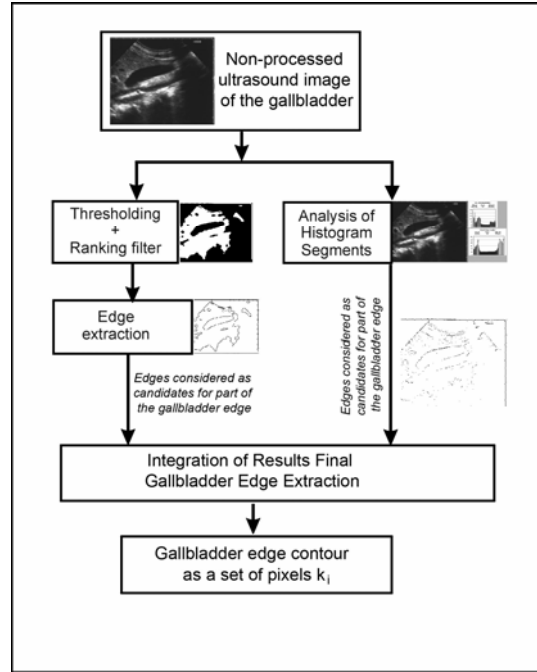 Non-processed
ultrasound image
of the gallbladder
Thresholding
+
Ranking filter
Analysis of
Histogram
Segments
Edge
extraction
Edges considered as
candidates for part of
the gallbladder edge
Edges considered as
candidates for part of
the gallbladder edge
Integration of Results Final
Gallbladder Edge Extraction
Gallbladder edge contour
as a set of pixels k i